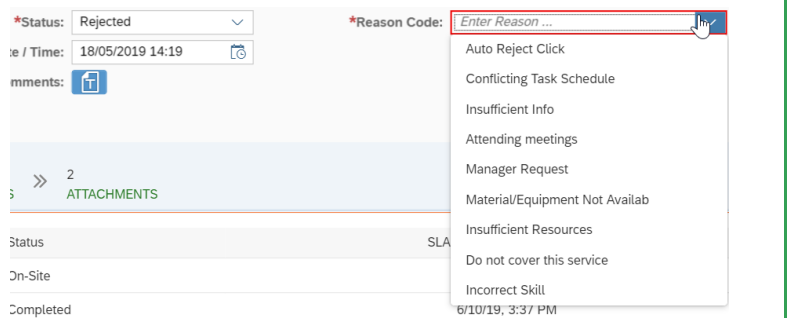 *Status: Rejected *Reason Code: Enter Reason ...
e / Time: 18/05/2019 14:19
mments:
Auto Reject Click
Conflicting Task Schedule
Insufficient Info
Attending meetings
Manager Request
Material/Equipment Not Availab
Insufficient Resources
Do not cover this service
Incorrect Skill
2
S ATTACHMENTS
Status SLA
On-Site
Completed 6/10/19, 3:37 PM